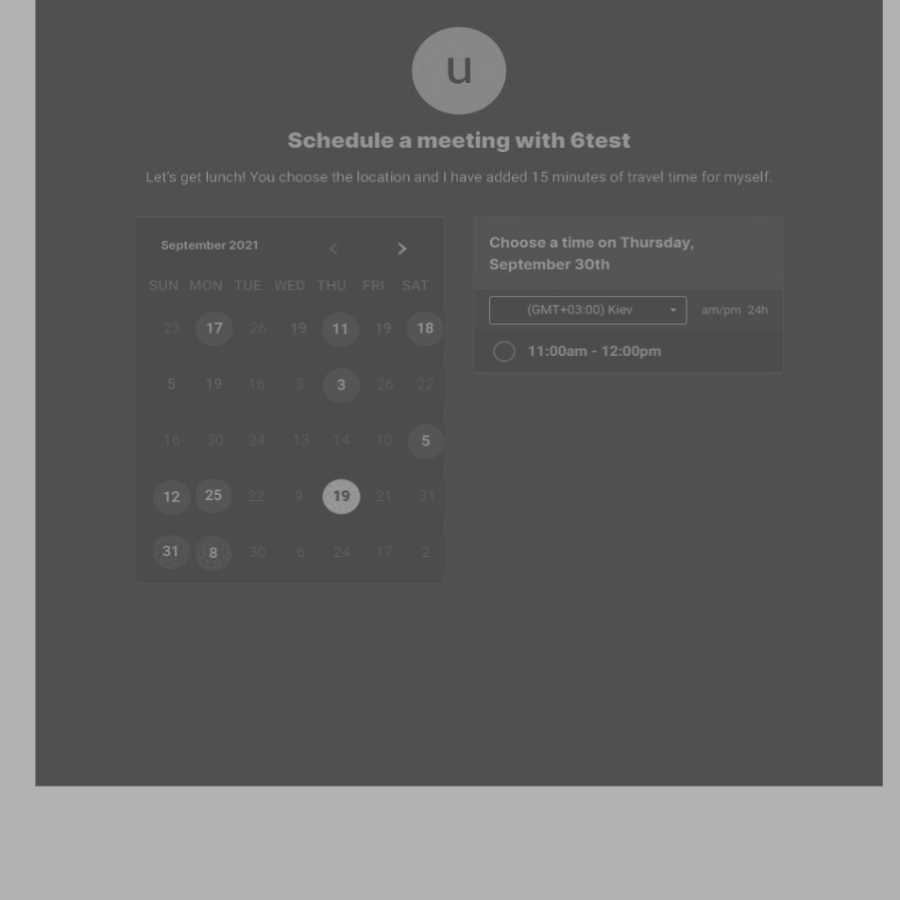 u
Schedule a meeting with 6test
Let's get lunch! You choose the location and I have added 15 minutes of travel time for myself.
September 2021 < >
SUN MON TUE WED THU FRI SAT
23 17 26 19 11 19 18
5 19 16 3 3 26 22
16 30 24 13 14 10 5
12 25 22 9 19 21 31
31 8 30 6 24 17 2
Choose a time on Thursday,
September 30th
(GMT+03:00) Kiev am/pm 24h
11:00am - 12:00pm